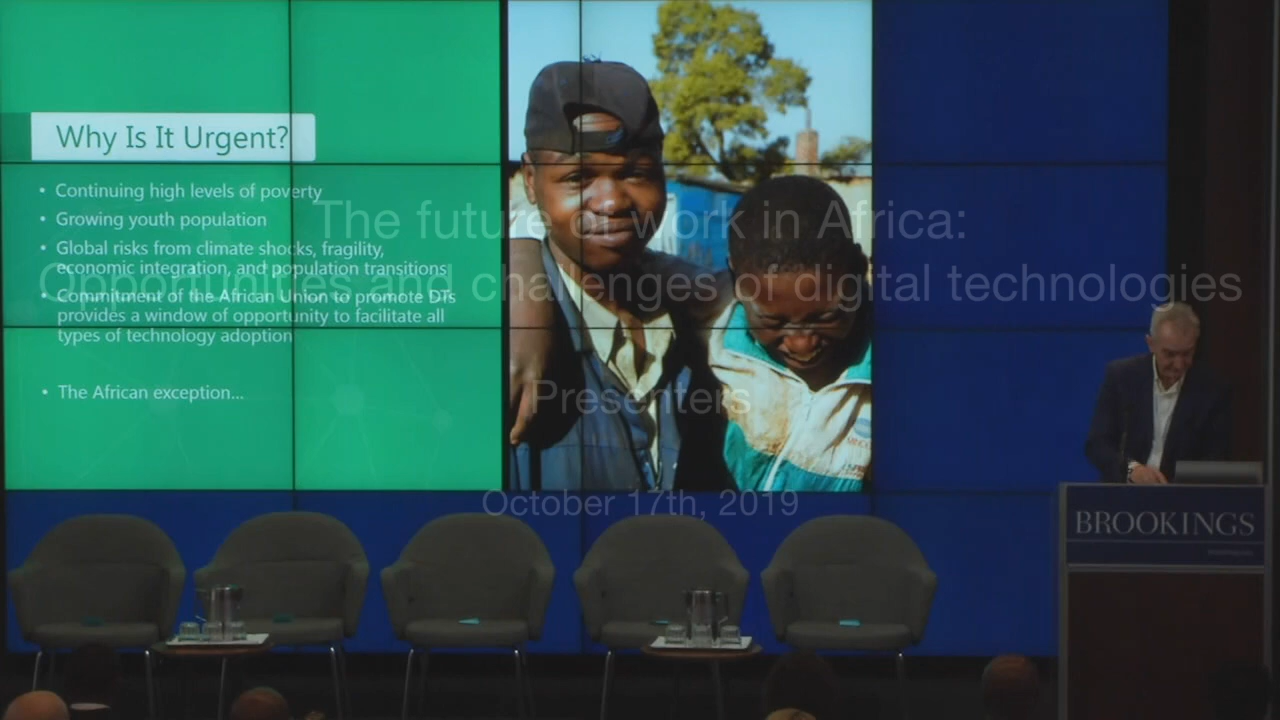 Why Is It Urgent?
• Continuing high levels of poverty
• Growing youth population
• Global risks from climate shocks, fragility,
economic integration, and population transitions
• Commitment of the African Union to promote DTs
provides a window of opportunity to facilitate all
types of technology adoption
• The African exception...
The future of work in Africa:
Opportunities and challenges of digital technologies
Presenters
October 17th, 2019
BROOKINGS